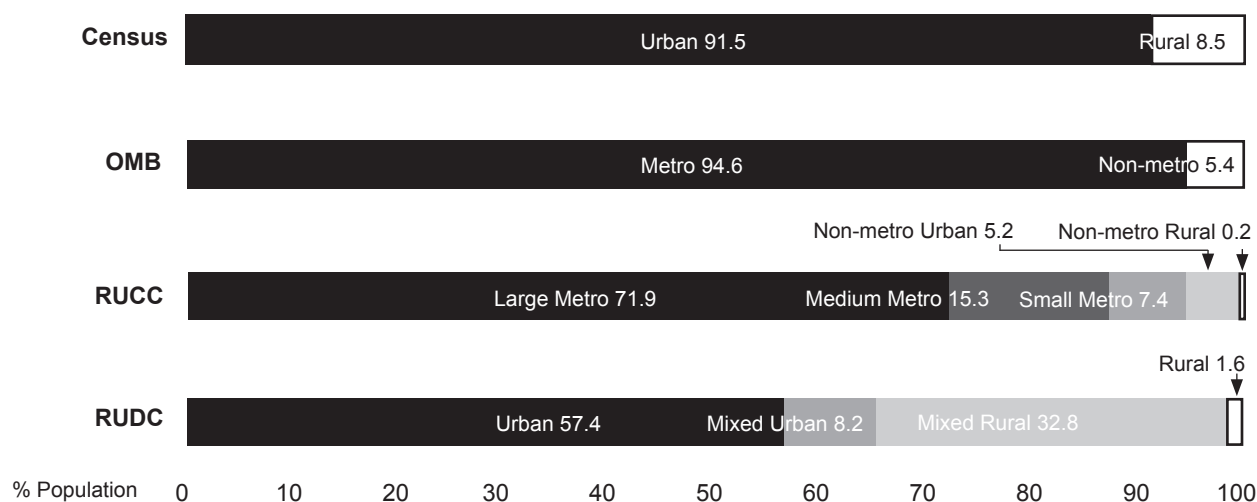 Census Urban 91.5 Rural 8.5
OMB Metro 94.6 Non-metro 5.4
Non-metro Urban 5.2 Non-metro Rural 0.2
RUCC Large Metro 71.9 Medium Metro 15.3 Small Metro 7.4
Rural 1.6
RUDC Urban 57.4 Mixed Urban 8.2 Mixed Rural 32.8
% Population 0 10 20 30 40 50 60 70 80 90 100